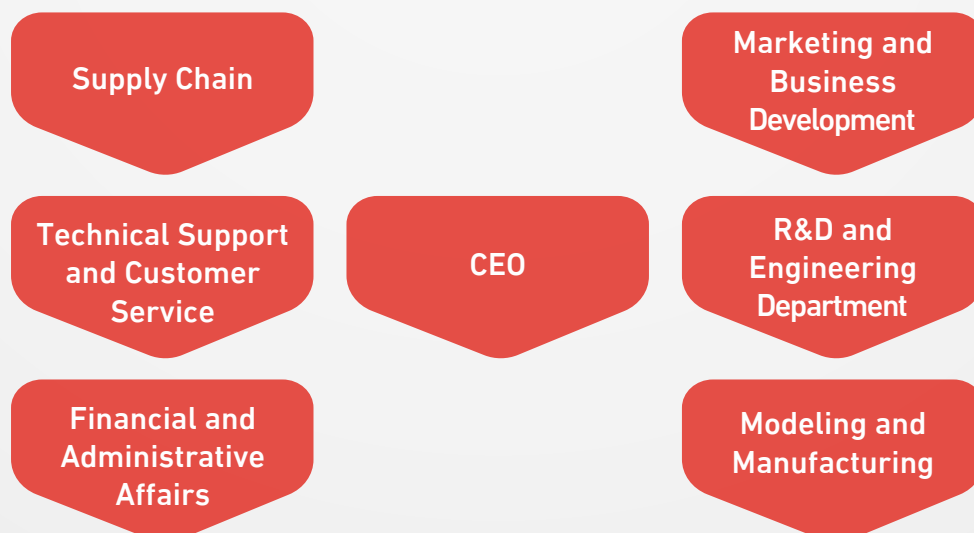 Supply Chain
Marketing and
Business
Development
Technical Support
and Customer
Service
CEO
R&D and
Engineering
Department
Financial and
Administrative
Affairs
Modeling and
Manufacturing